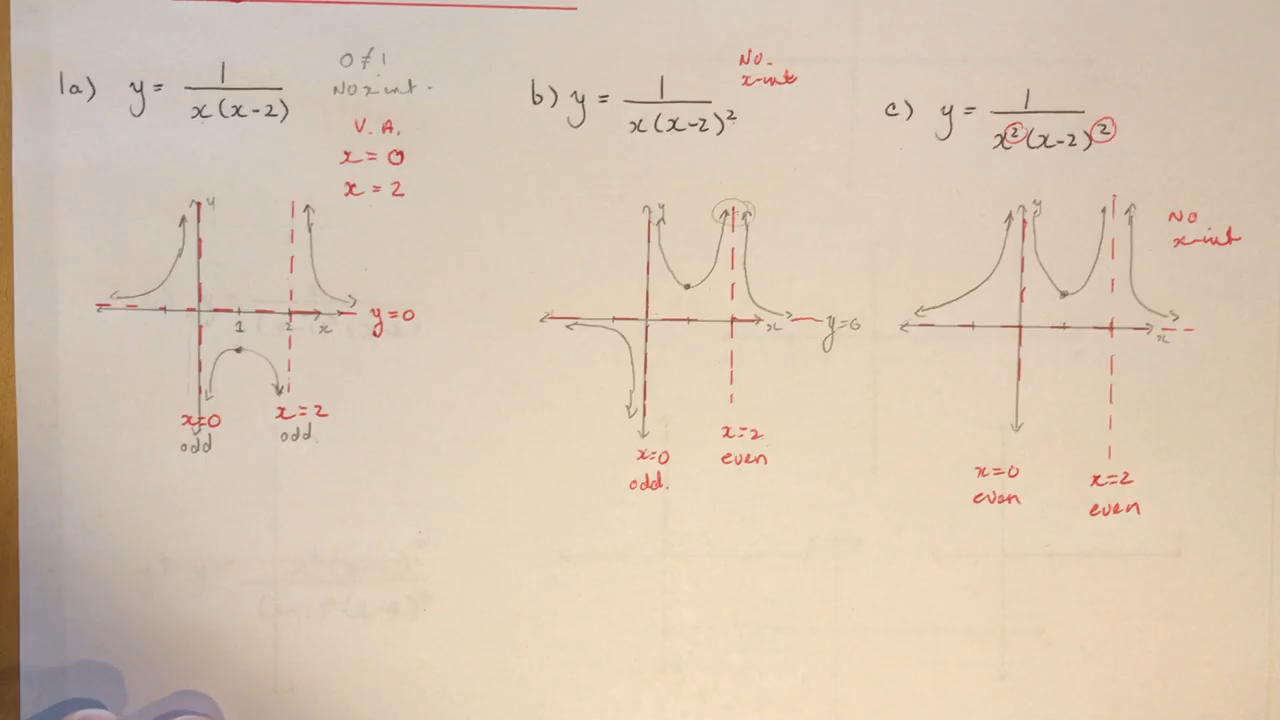 1a) y = 1 / x(x-2)
0 ≠ 1
No x int.
V. A.
x = 0
x = 2
y
1 2 x
y = 0
x=0
odd
x = 2
odd
b) y = 1 / x(x-2)²
No.
x-int
y
x
y=0
x=0
odd.
x=2
even
c) y = 1 / x²(x-2)²
No
x-int
y
x
x=0
even
x=2
even